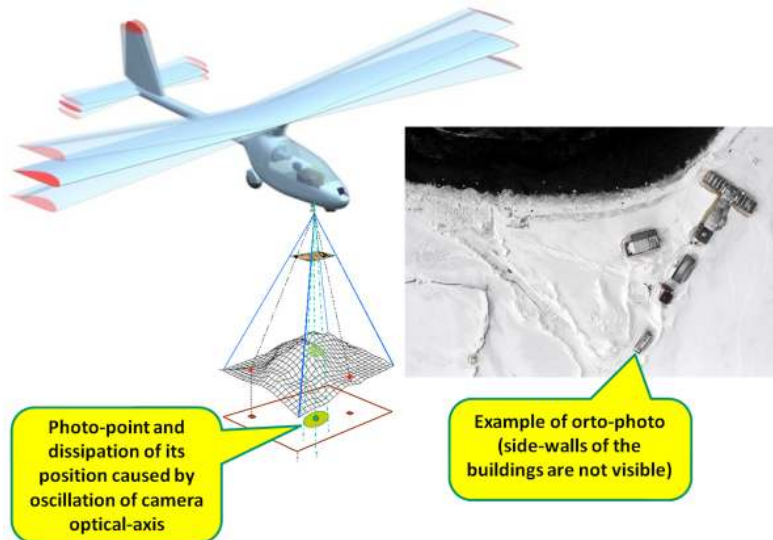 Photo-point and
dissipation of its
position caused by
oscillation of camera
optical-axis
Example of orto-photo
(side-walls of the
buildings are not visible)